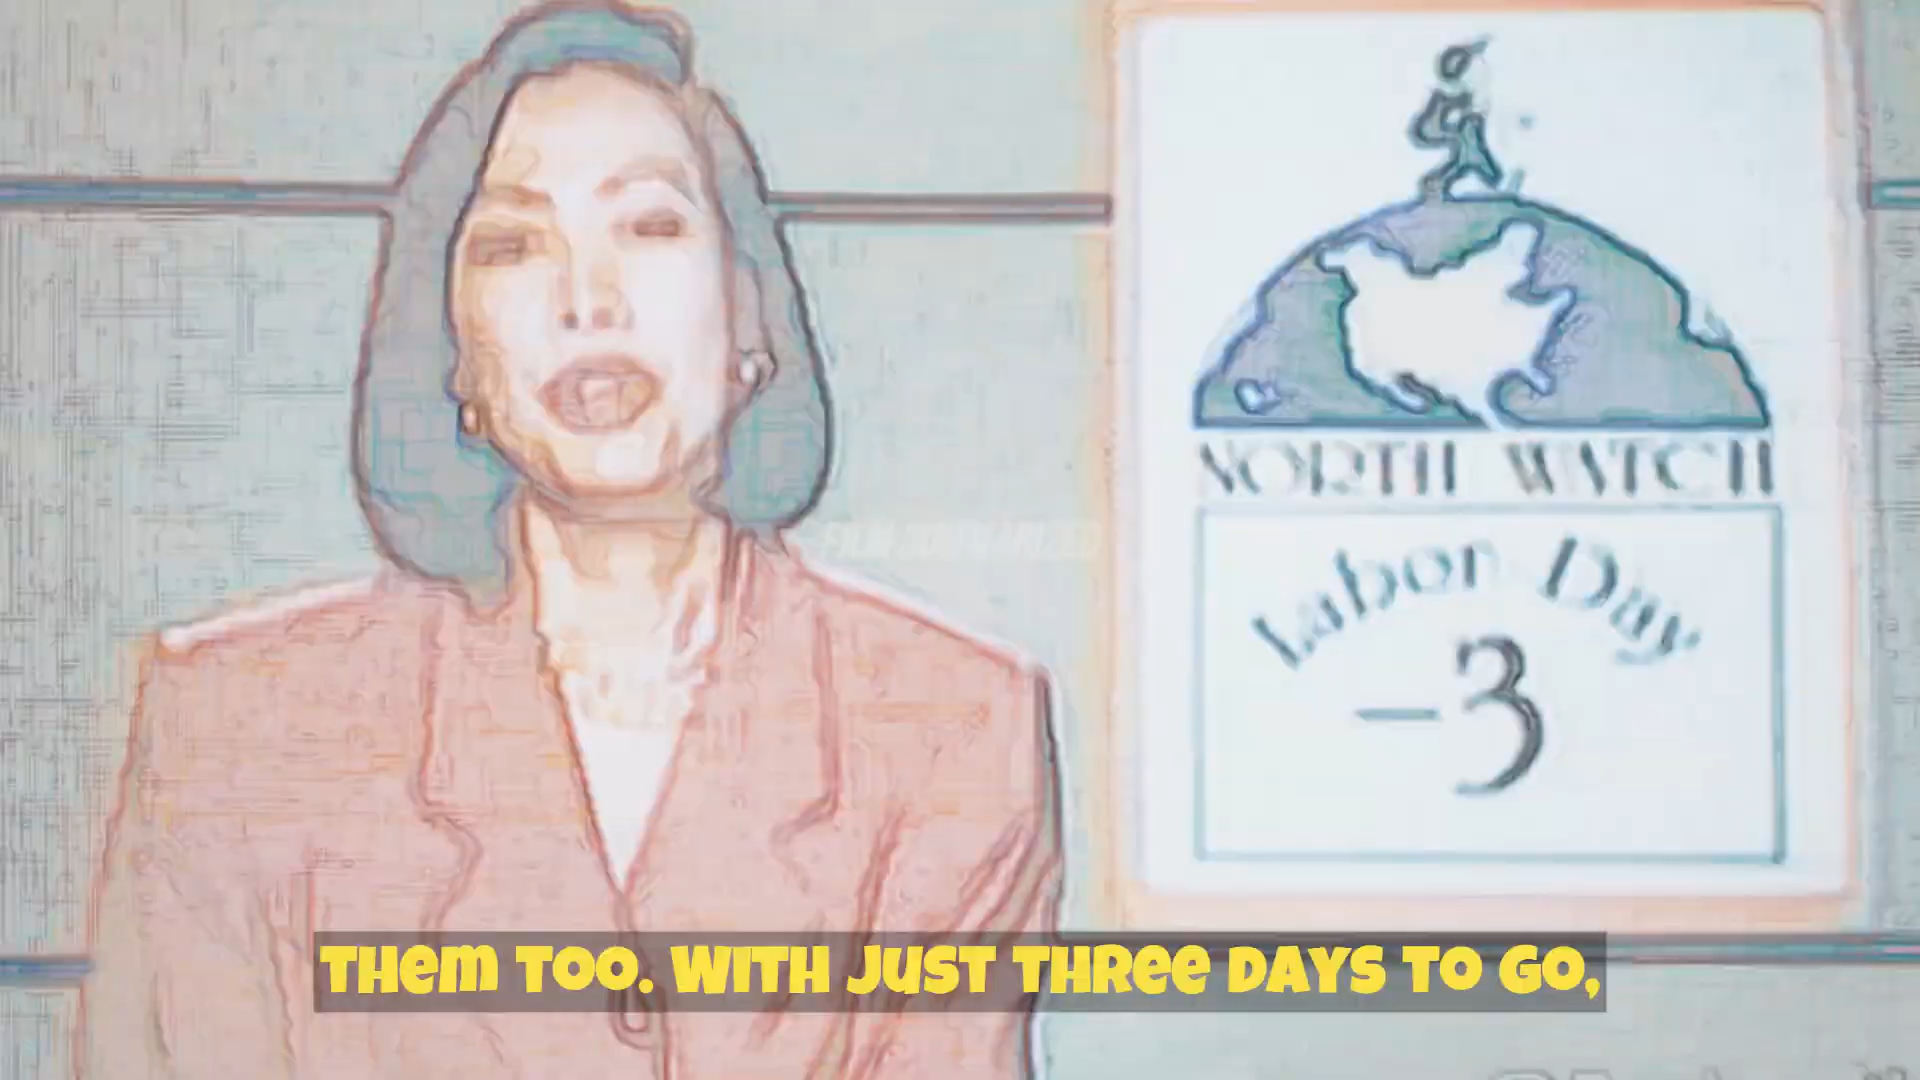 NORTH WATCH
Labor Day
-3
THEM TOO. WITH JUST THREE DAYS TO GO,